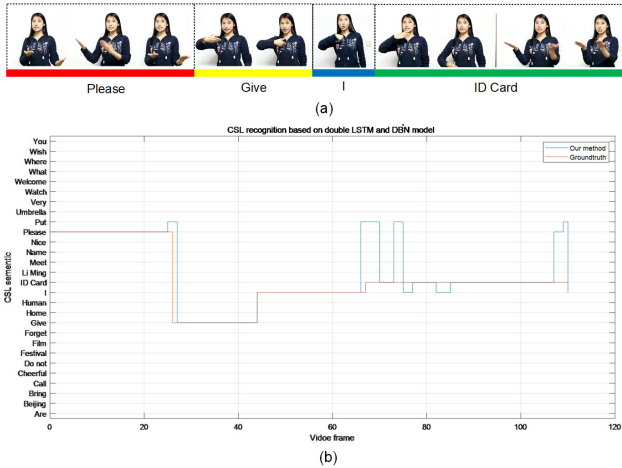 Please Give I ID Card
(a)
CSL recognition based on double LSTM and DBN model
Our method
Groundtruth
CSL sementic
You
Wish
Where
What
Welcome
Watch
Very
Umbrella
Put
Please
Nice
Name
Meet
Li Ming
ID Card
I
Human
Home
Give
Forget
Film
Festival
Do not
Cheerful
Call
Bring
Beijing
Are
0 20 40 60 80 100 120
Vidoe frame
(b)